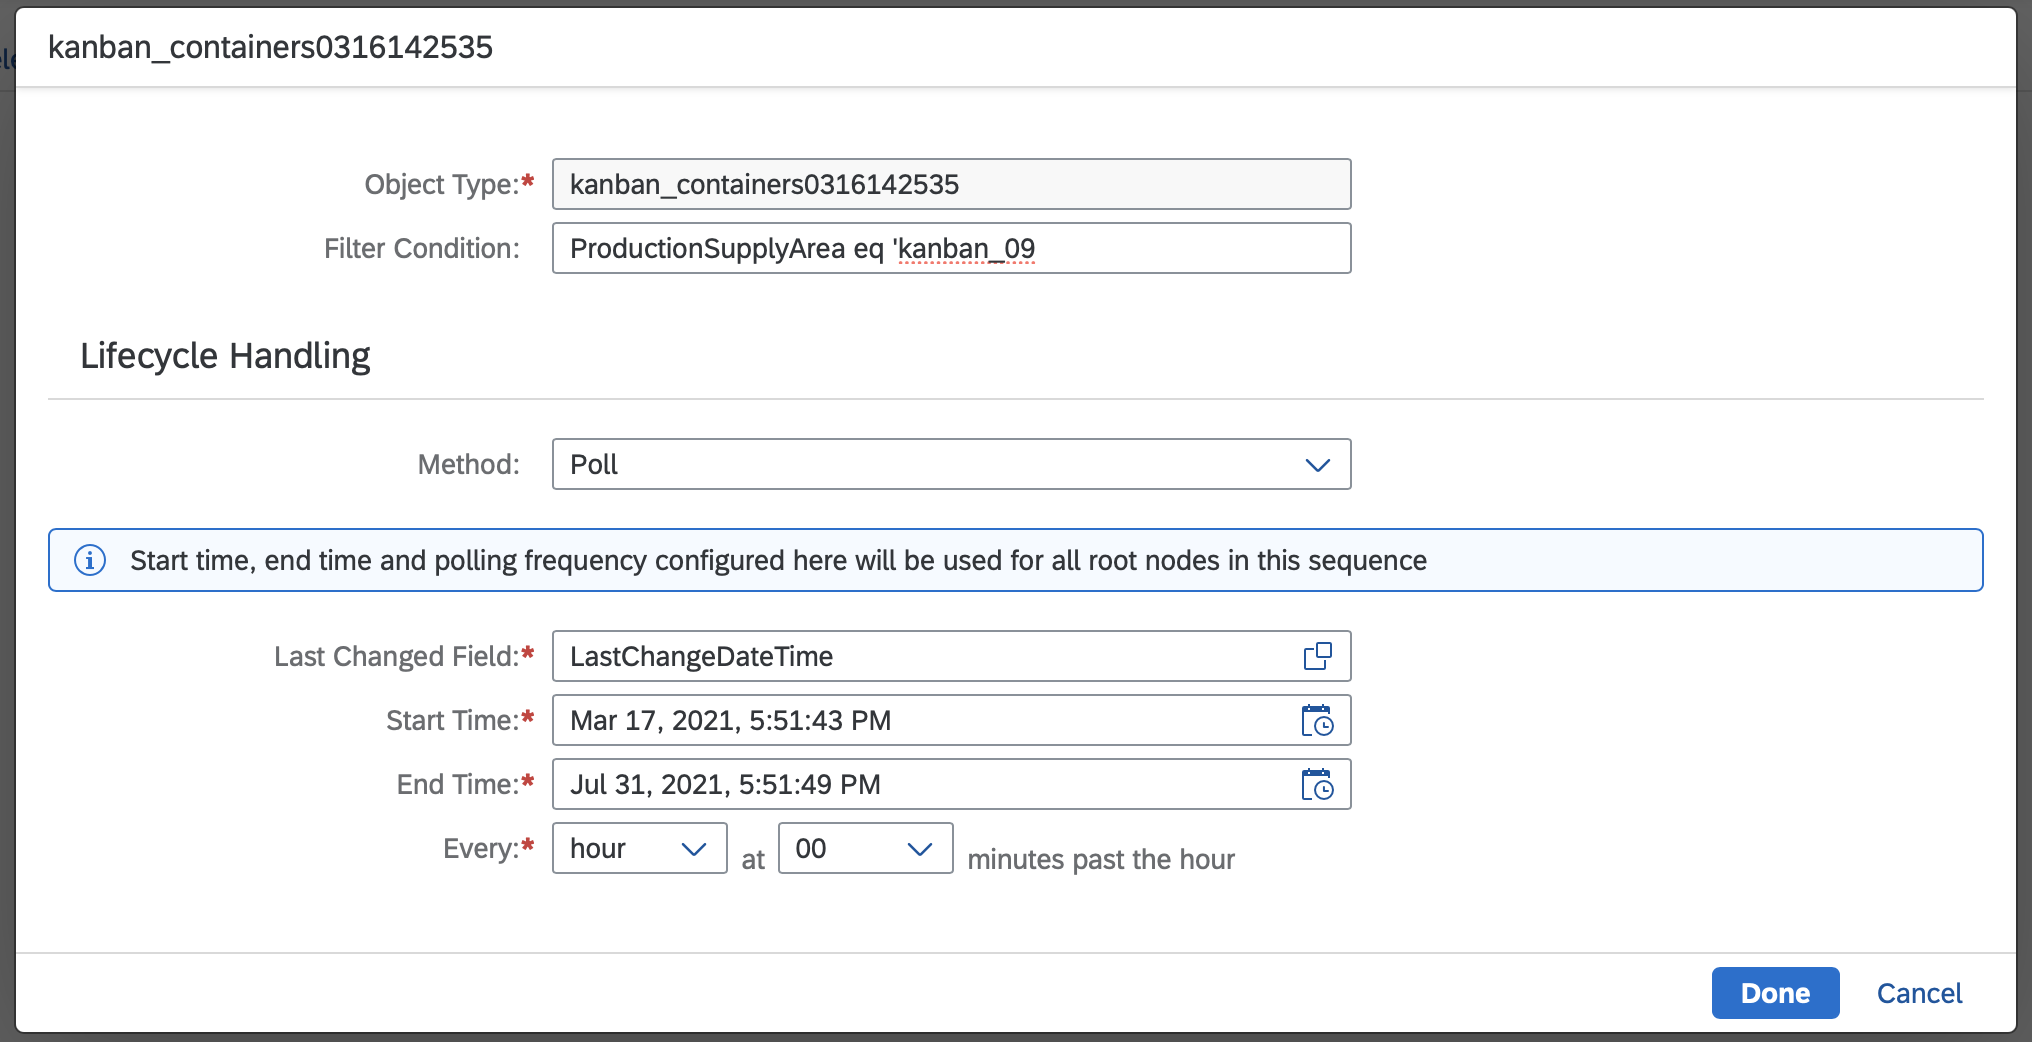 kanban_containers0316142535
Object Type:* kanban_containers0316142535
Filter Condition: ProductionSupplyArea eq 'kanban_09
Lifecycle Handling
Method: Poll
Start time, end time and polling frequency configured here will be used for all root nodes in this sequence
Last Changed Field:* LastChangeDateTime
Start Time:* Mar 17, 2021, 5:51:43 PM
End Time:* Jul 31, 2021, 5:51:49 PM
Every:* hour at 00 minutes past the hour
Done Cancel